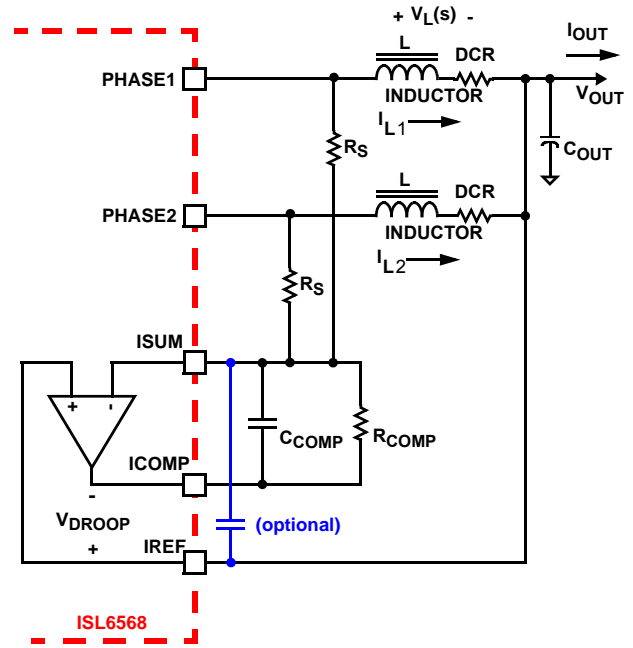 + VL(s) -
IOUT
L
DCR
PHASE1
INDUCTOR
VOUT
IL1
COUT
RS
L
DCR
PHASE2
INDUCTOR
IL2
RS
ISUM
+ -
CCOMP
RCOMP
ICOMP
-
VDROOP
(optional)
+
IREF
ISL6568